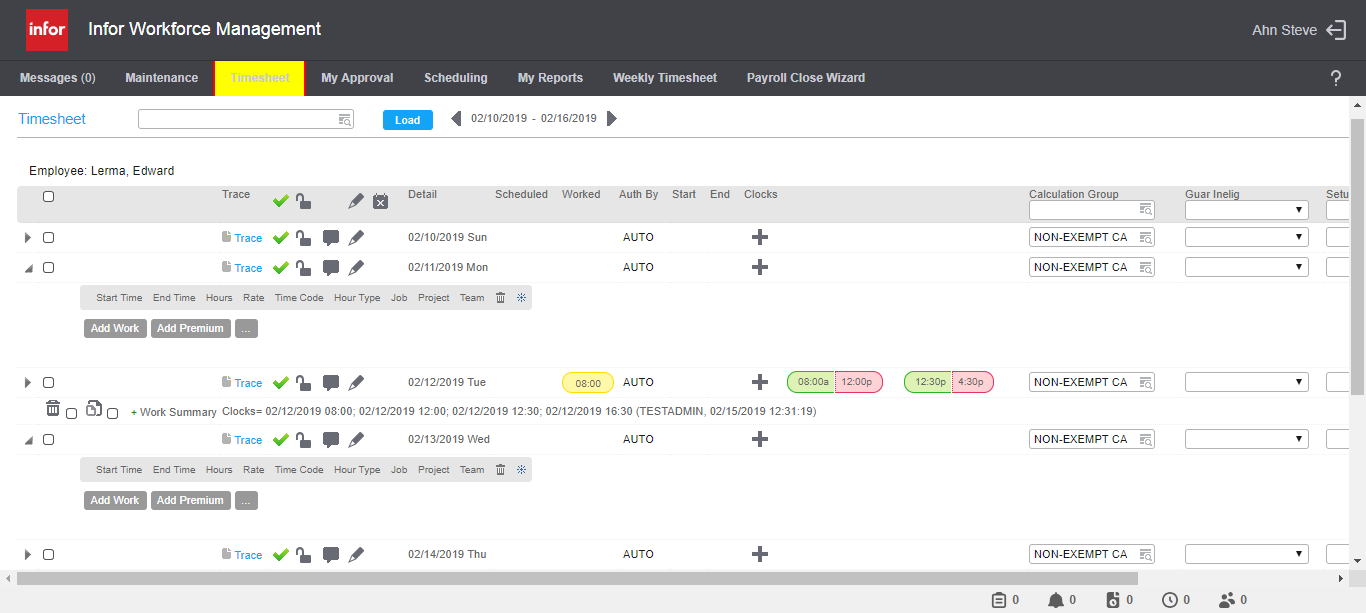 infor Infor Workforce Management Ahn Steve
Messages (0) Maintenance Timesheet My Approval Scheduling My Reports Weekly Timesheet Payroll Close Wizard ?
Timesheet Load 02/10/2019 - 02/16/2019
Employee: Lerma, Edward
Trace Detail Scheduled Worked Auth By Start End Clocks Calculation Group Guar Inelig Setu
Trace 02/10/2019 Sun AUTO NON-EXEMPT CA
Trace 02/11/2019 Mon AUTO NON-EXEMPT CA
Start Time End Time Hours Rate Time Code Hour Type Job Project Team
Add Work Add Premium ...
Trace 02/12/2019 Tue 08:00 AUTO 08:00a 12:00p 12:30p 4:30p NON-EXEMPT CA
+ Work Summary Clocks= 02/12/2019 08:00; 02/12/2019 12:00; 02/12/2019 12:30; 02/12/2019 16:30 (TESTADMIN, 02/15/2019 12:31:19)
Trace 02/13/2019 Wed AUTO NON-EXEMPT CA
Start Time End Time Hours Rate Time Code Hour Type Job Project Team
Add Work Add Premium ...
Trace 02/14/2019 Thu AUTO NON-EXEMPT CA
0 0 0 0 0